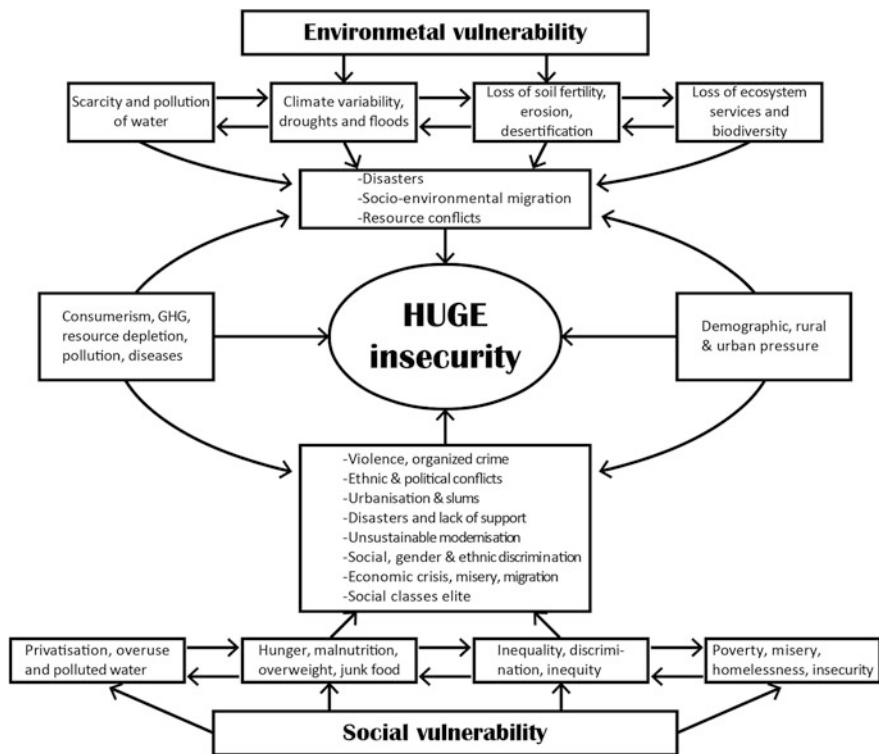 Environmetal vulnerability
Scarcity and pollution
of water
Climate variability,
droughts and floods
Loss of soil fertility,
erosion,
desertification
Loss of ecosystem
services and
biodiversity
-Disasters
-Socio-environmental migration
-Resource conflicts
Consumerism, GHG,
resource depletion,
pollution, diseases
HUGE
insecurity
Demographic, rural
& urban pressure
-Violence, organized crime
-Ethnic & political conflicts
-Urbanisation & slums
-Disasters and lack of support
-Unsustainable modernisation
-Social, gender & ethnic discrimination
-Economic crisis, misery, migration
-Social classes elite
Privatisation, overuse
and polluted water
Hunger, malnutrition,
overweight, junk food
Inequality, discrimi-
nation, inequity
Poverty, misery,
homelessness, insecurity
Social vulnerability